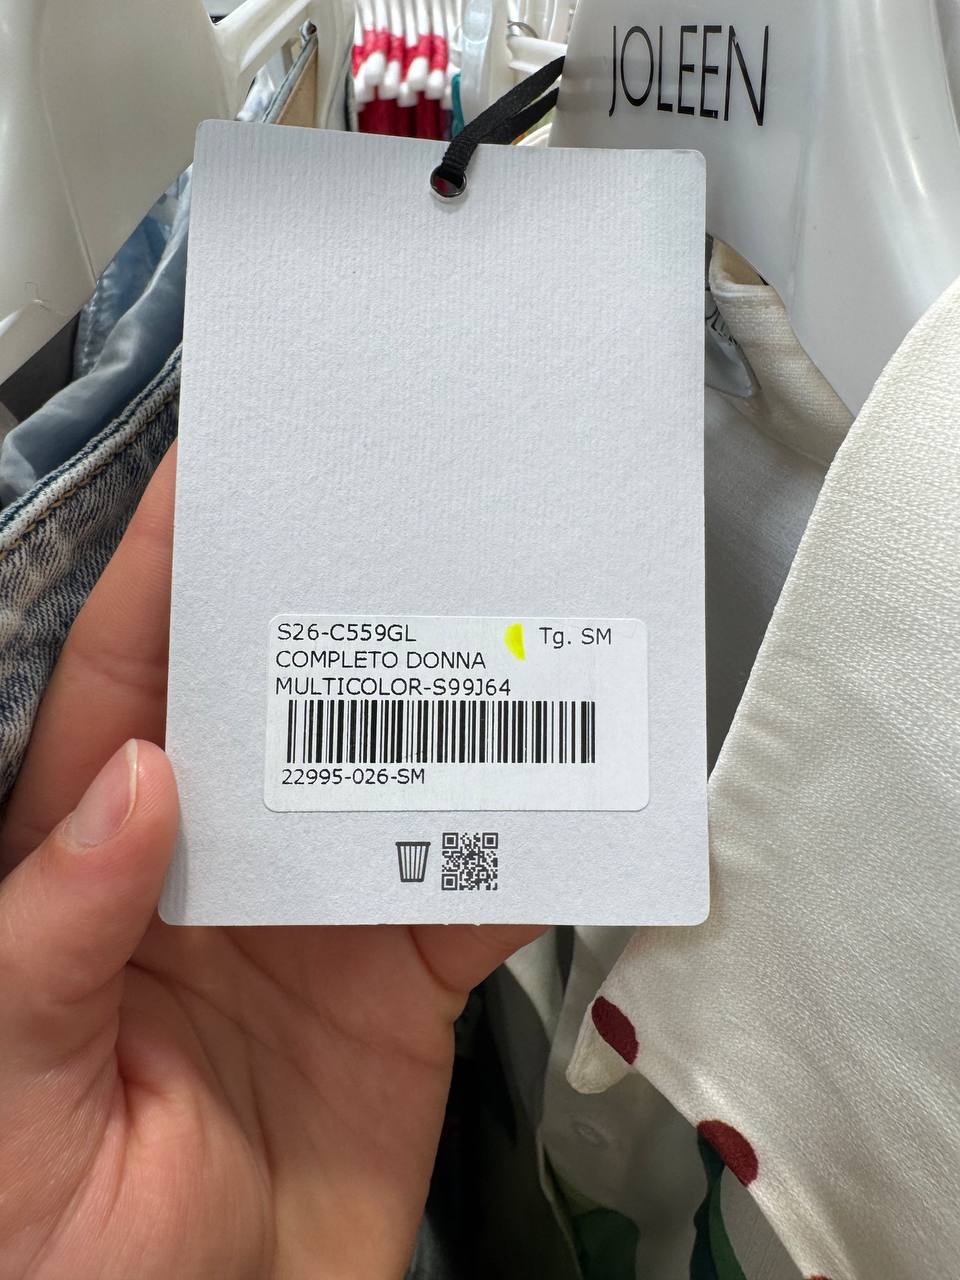 JOLEEN
S26-C559GL
Tg. SM
COMPLETO DONNA
MULTICOLOR-S99J64
22995-026-SM